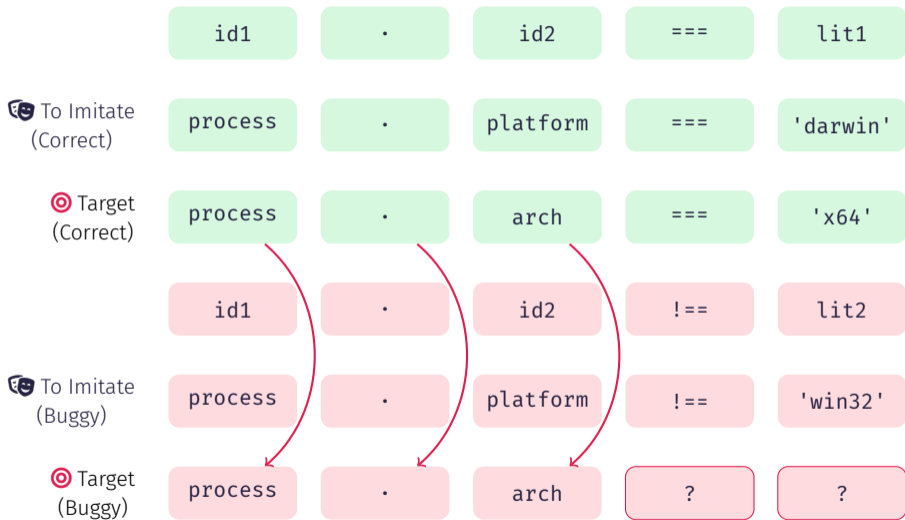 id1 . id2 === lit1
To Imitate
(Correct)
process . platform === 'darwin'
Target
(Correct)
process . arch === 'x64'
id1 . id2 !== lit2
To Imitate
(Buggy)
process . platform !== 'win32'
Target
(Buggy)
process . arch ? ?